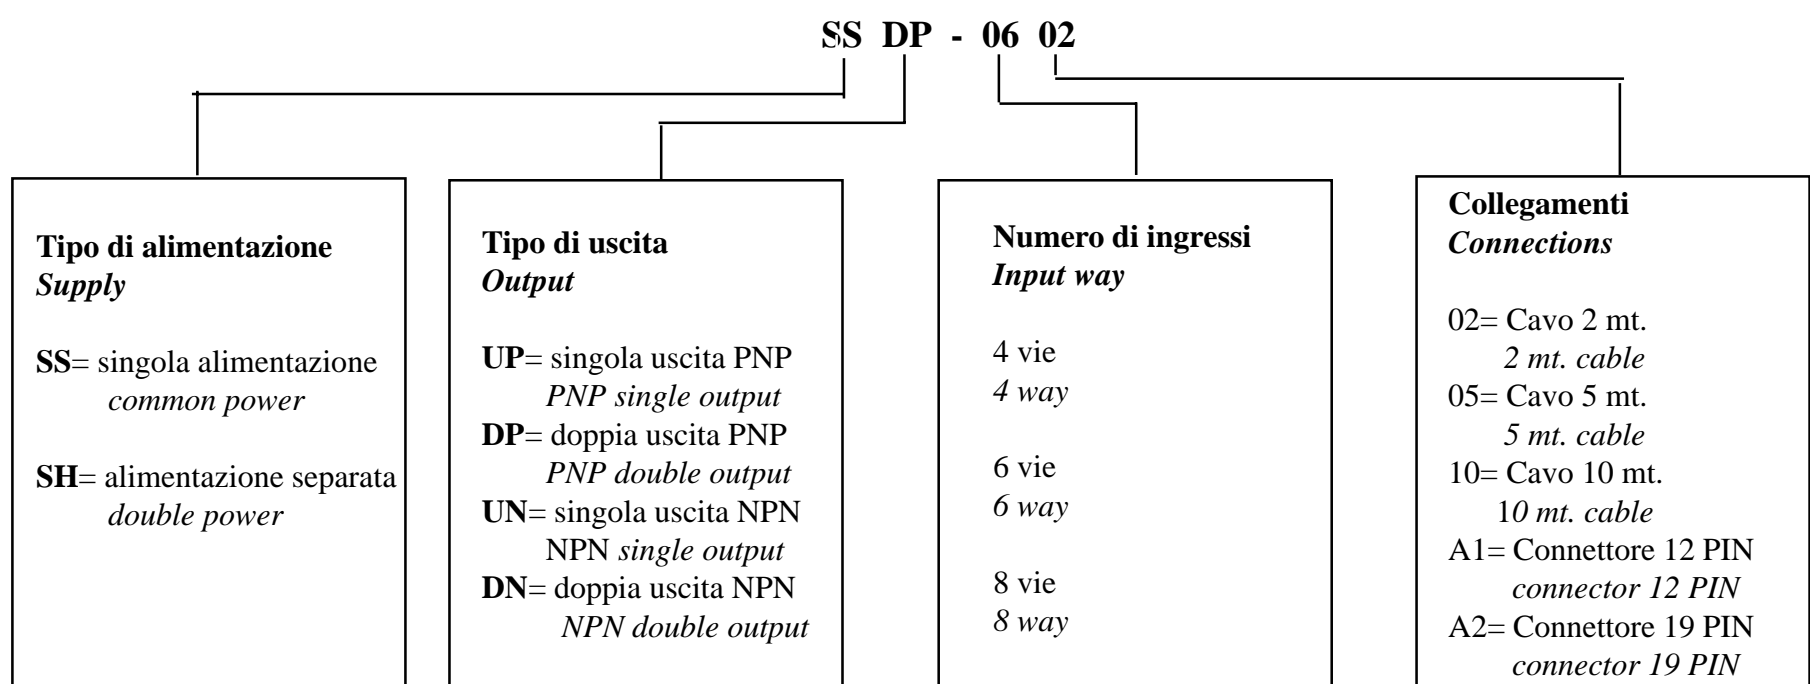 SS DP - 06 02
Tipo di alimentazione
Supply
SS= singola alimentazione
common power
SH= alimentazione separata
double power
Tipo di uscita
Output
UP= singola uscita PNP
PNP single output
DP= doppia uscita PNP
PNP double output
UN= singola uscita NPN
NPN single output
DN= doppia uscita NPN
NPN double output
Numero di ingressi
Input way
4 vie
4 way
6 vie
6 way
8 vie
8 way
Collegamenti
Connections
02= Cavo 2 mt.
2 mt. cable
05= Cavo 5 mt.
5 mt. cable
10= Cavo 10 mt.
10 mt. cable
A1= Connettore 12 PIN
connector 12 PIN
A2= Connettore 19 PIN
connector 19 PIN